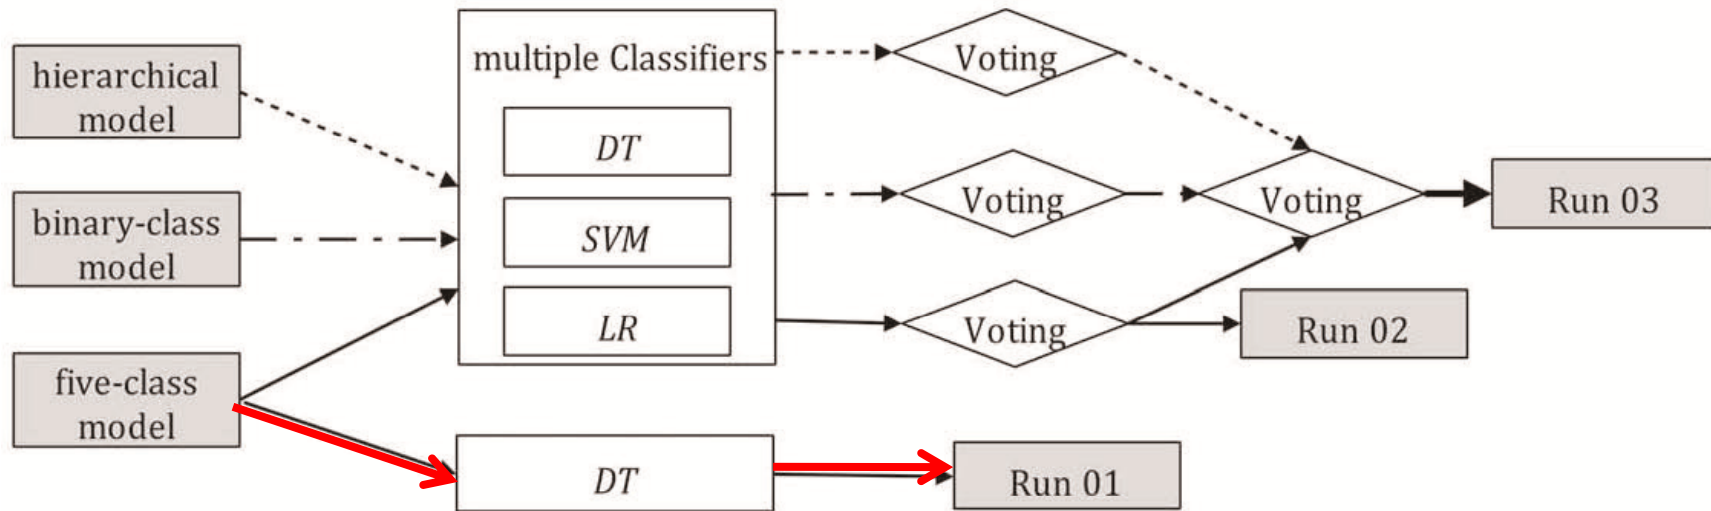 hierarchical
model
binary-class
model
five-class
model
multiple Classifiers
DT
SVM
LR
DT
Voting
Voting
Voting
Voting
Run 03
Run 02
Run 01